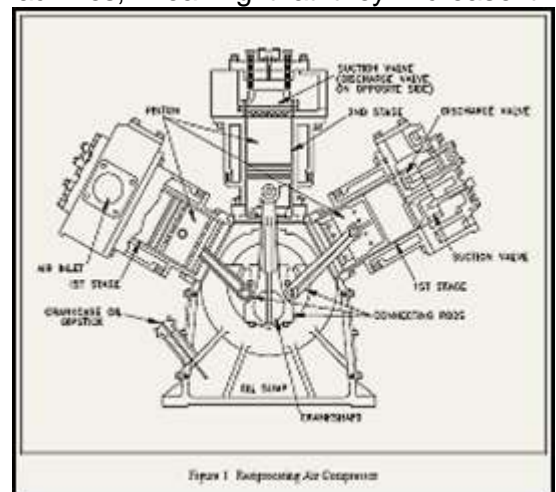 SUCTION VALVE
(DISCHARGE VALVE
ON OPPOSITE SIDE)
PISTON
2ND STAGE
DISCHARGE VALVE
AIR INLET
1ST STAGE
SUCTION VALVE
1ST STAGE
CRANKCASE OIL
DIPSTICK
CONNECTING RODS
OIL SUMP
CRANKSHAFT
Figure 1 Reciprocating Air Compressor